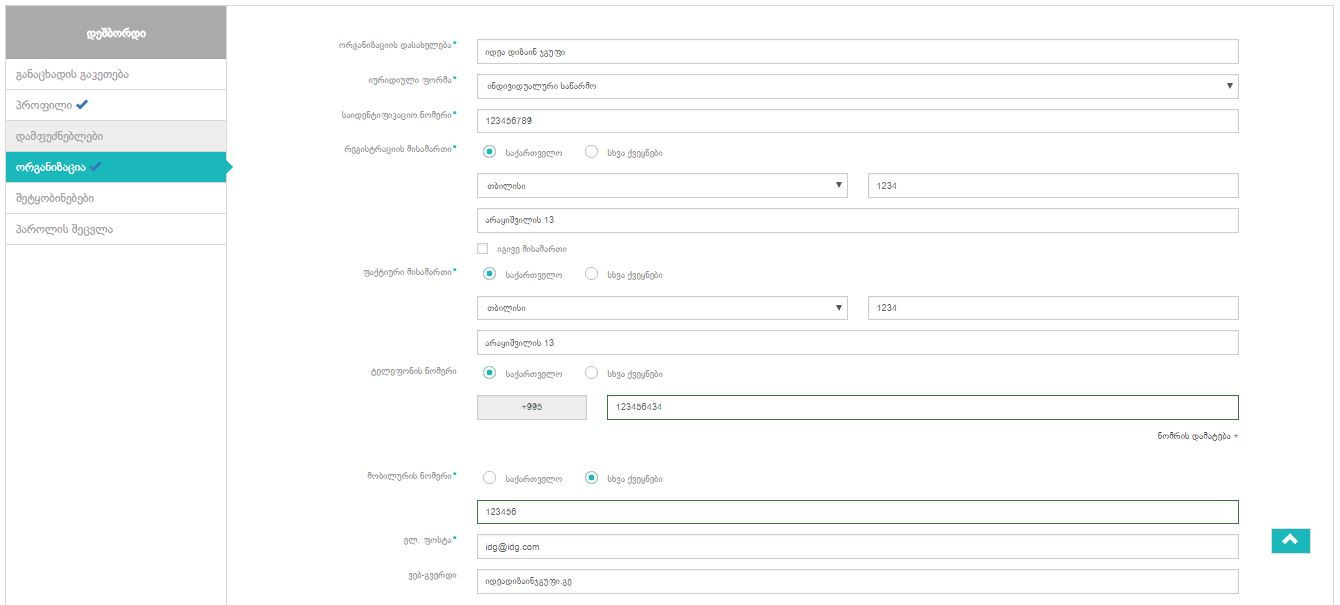 დეშბორდი
განაცხადის გაკეთება
პროფილი
დამფუძნებლები
ორგანიზაცია
შეტყობინებები
პაროლის შეცვლა
ორგანიზაციის დასახელება*
იდეა დიზაინ ჯგუფი
იურიდიული ფორმა*
ინდივიდუალური საწარმო
საიდენტიფიკაციო ნომერი*
123456789
რეგისტრაციის მისამართი*
საქართველო სხვა ქვეყნები
თბილისი 1234
არაყიშვილის 13
იგივე მისამართი
ფაქტიური მისამართი*
საქართველო სხვა ქვეყნები
თბილისი 1234
არაყიშვილის 13
ტელეფონის ნომერი
საქართველო სხვა ქვეყნები
+995 123456434
ნომრის დამატება +
მობილურის ნომერი*
საქართველო სხვა ქვეყნები
123456
ელ. ფოსტა*
idg@idg.com
ვებ-გვერდი
იდეადიზაინჯგუფი.გე